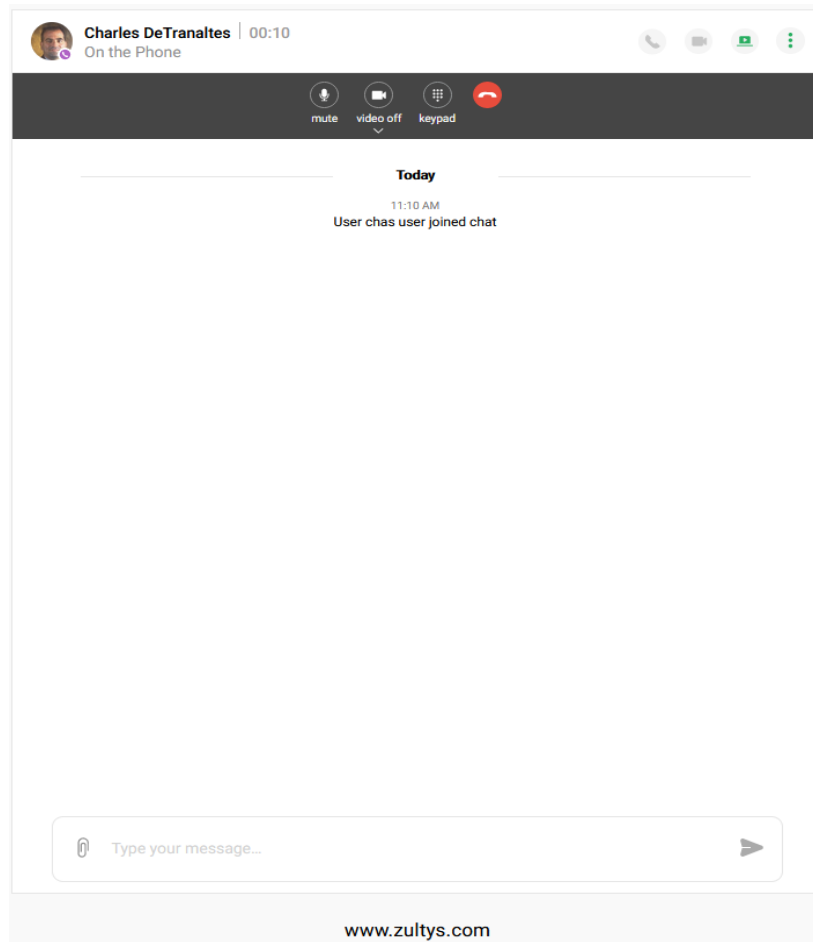 Charles DeTranaltes | 00:10
On the Phone
mute video off keypad
Today
11:10 AM
User chas user joined chat
Type your message...
www.zultys.com